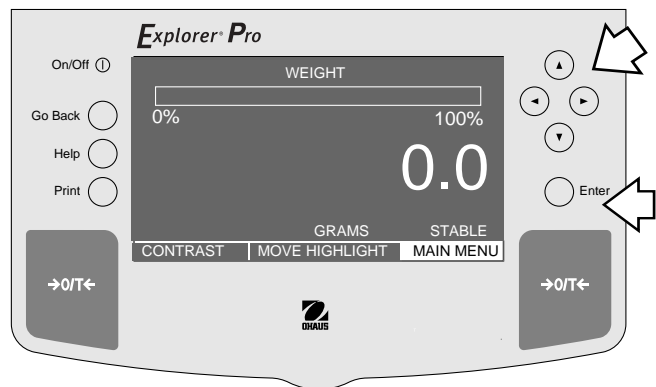 Explorer® Pro
On/Off
WEIGHT
Go Back
0% 100%
Help
0.0
Print
Enter
GRAMS STABLE
CONTRAST MOVE HIGHLIGHT MAIN MENU
→0/T← →0/T←
OHAUS